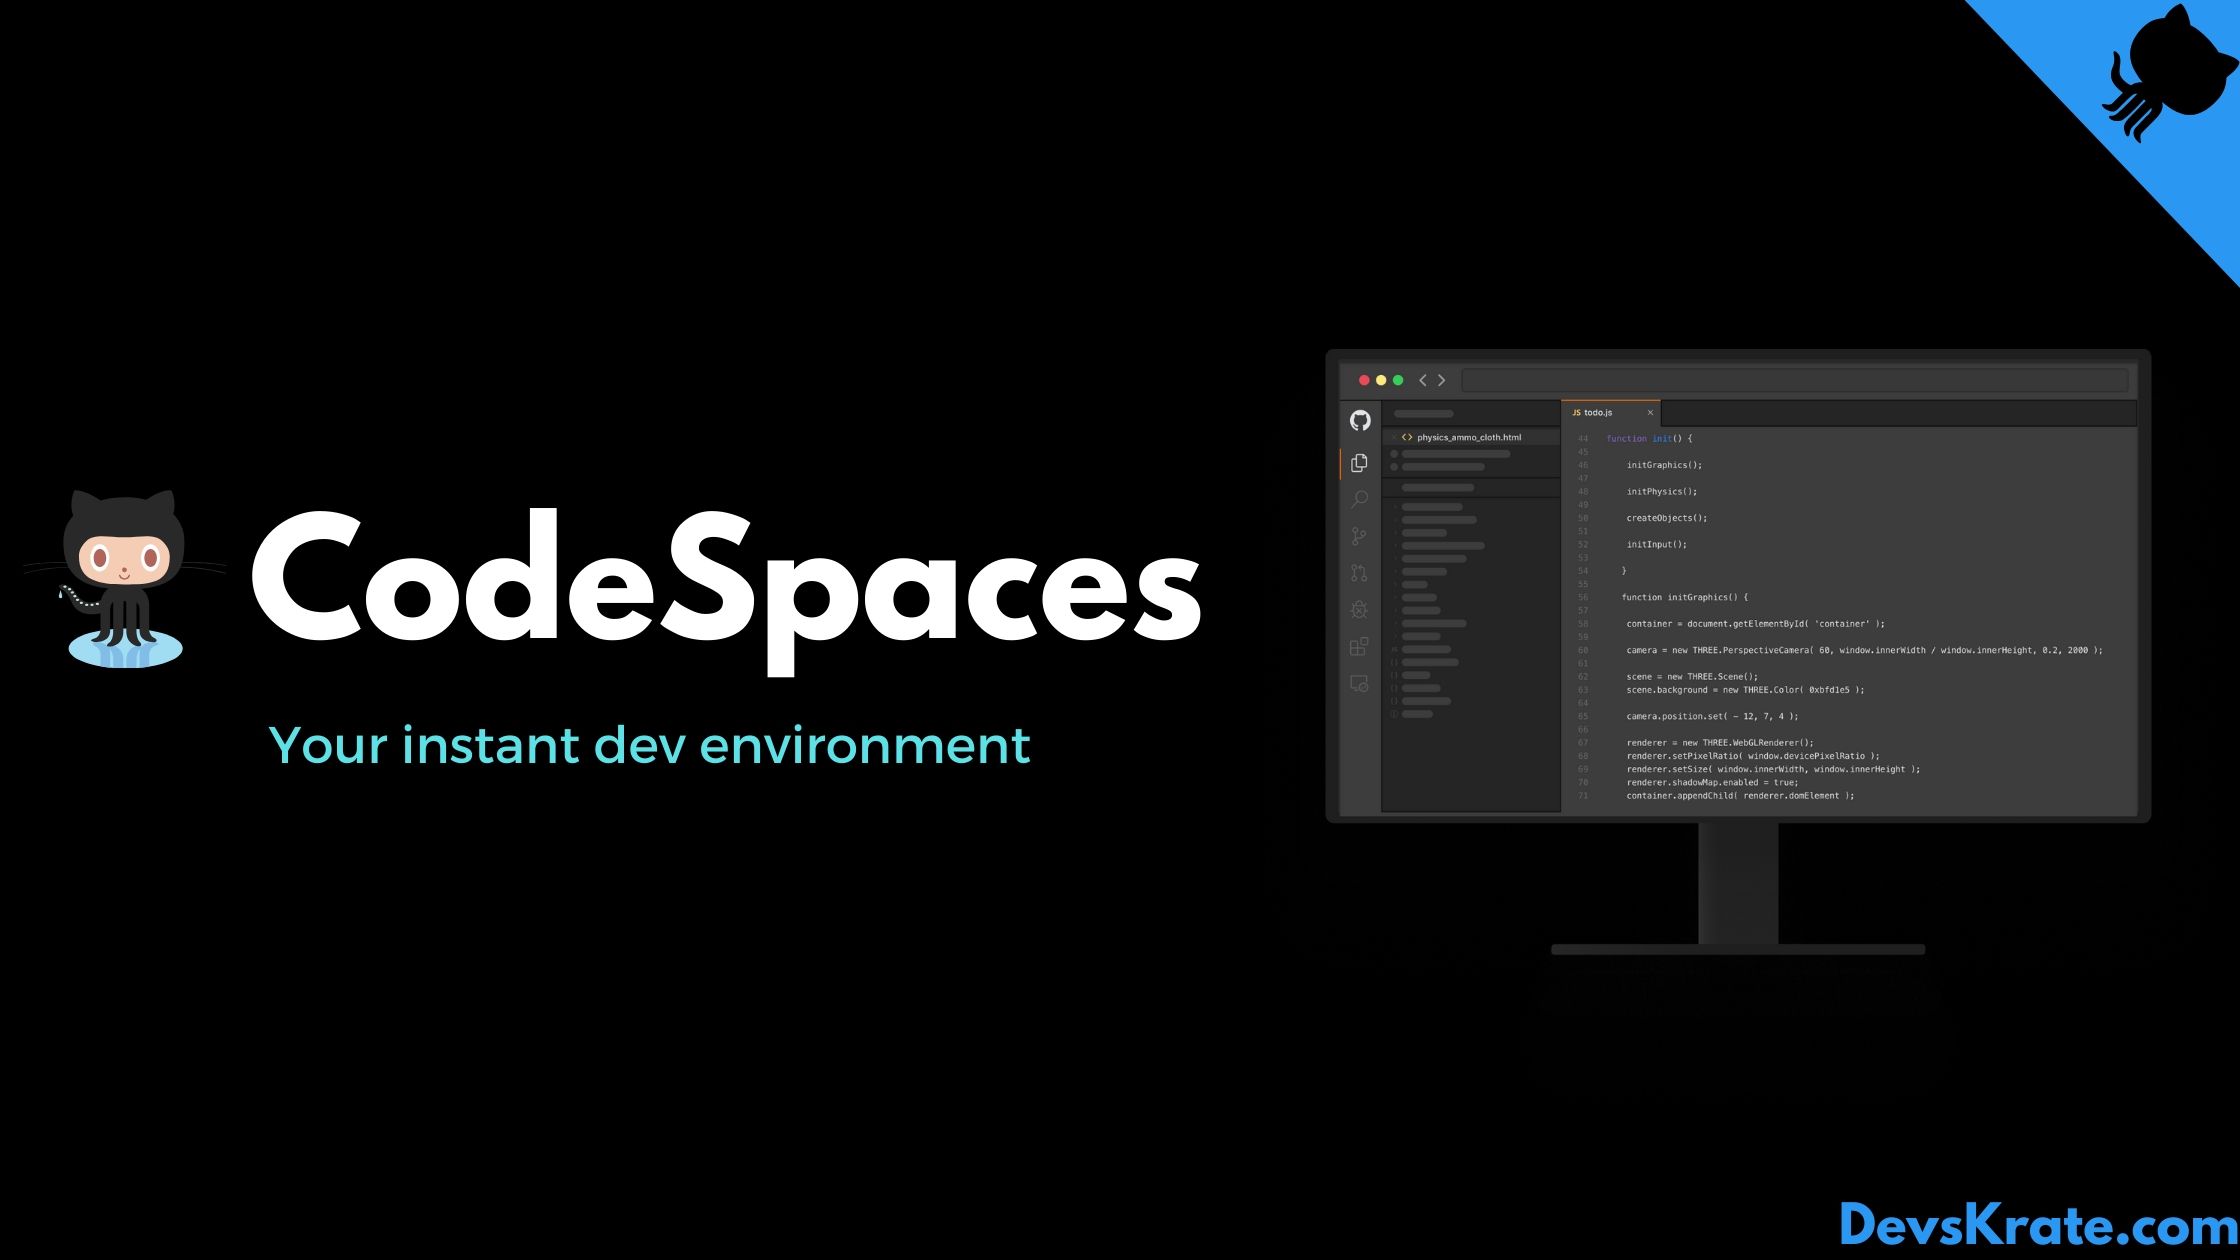 CodeSpaces
Your instant dev environment
JS todo.js ×
<> physics_ammo_cloth.html
44 function init() {
45
46 initGraphics();
47
48 initPhysics();
49
50 createObjects();
51
52 initInput();
53
54 }
55
56 function initGraphics() {
57
58 container = document.getElementById( 'container' );
59
60 camera = new THREE.PerspectiveCamera( 60, window.innerWidth / window.innerHeight, 0.2, 2000 );
61
62 scene = new THREE.Scene();
63 scene.background = new THREE.Color( 0xbfd1e5 );
64
65 camera.position.set( - 12, 7, 4 );
66
67 renderer = new THREE.WebGLRenderer();
68 renderer.setPixelRatio( window.devicePixelRatio );
69 renderer.setSize( window.innerWidth, window.innerHeight );
70 renderer.shadowMap.enabled = true;
71 container.appendChild( renderer.domElement );
DevsKrate.com